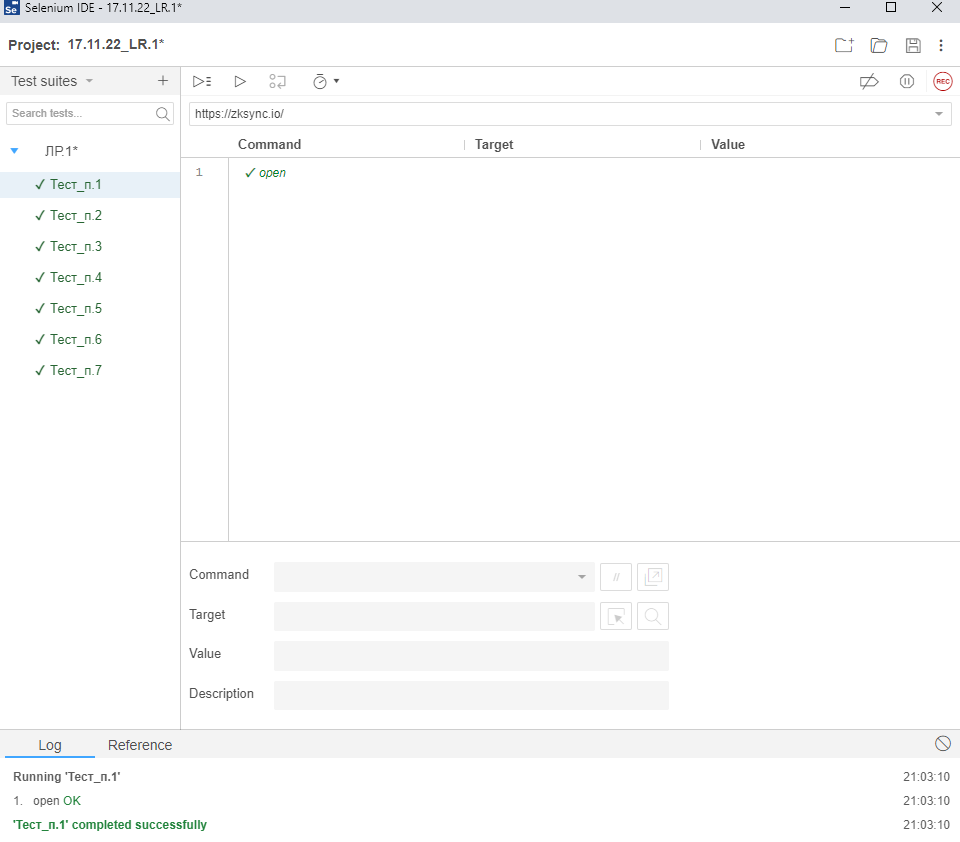 Se Selenium IDE - 17.11.22_LR.1*
Project: 17.11.22_LR.1*
Test suites
Search tests...
ЛР.1*
Тест_п.1
Тест_п.2
Тест_п.3
Тест_п.4
Тест_п.5
Тест_п.6
Тест_п.7
REC
https://zksync.io/
Command Target Value
1 open
Command //
Target
Value
Description
Log Reference
Running 'Тест_п.1' 21:03:10
1. open OK 21:03:10
'Тест_п.1' completed successfully 21:03:10